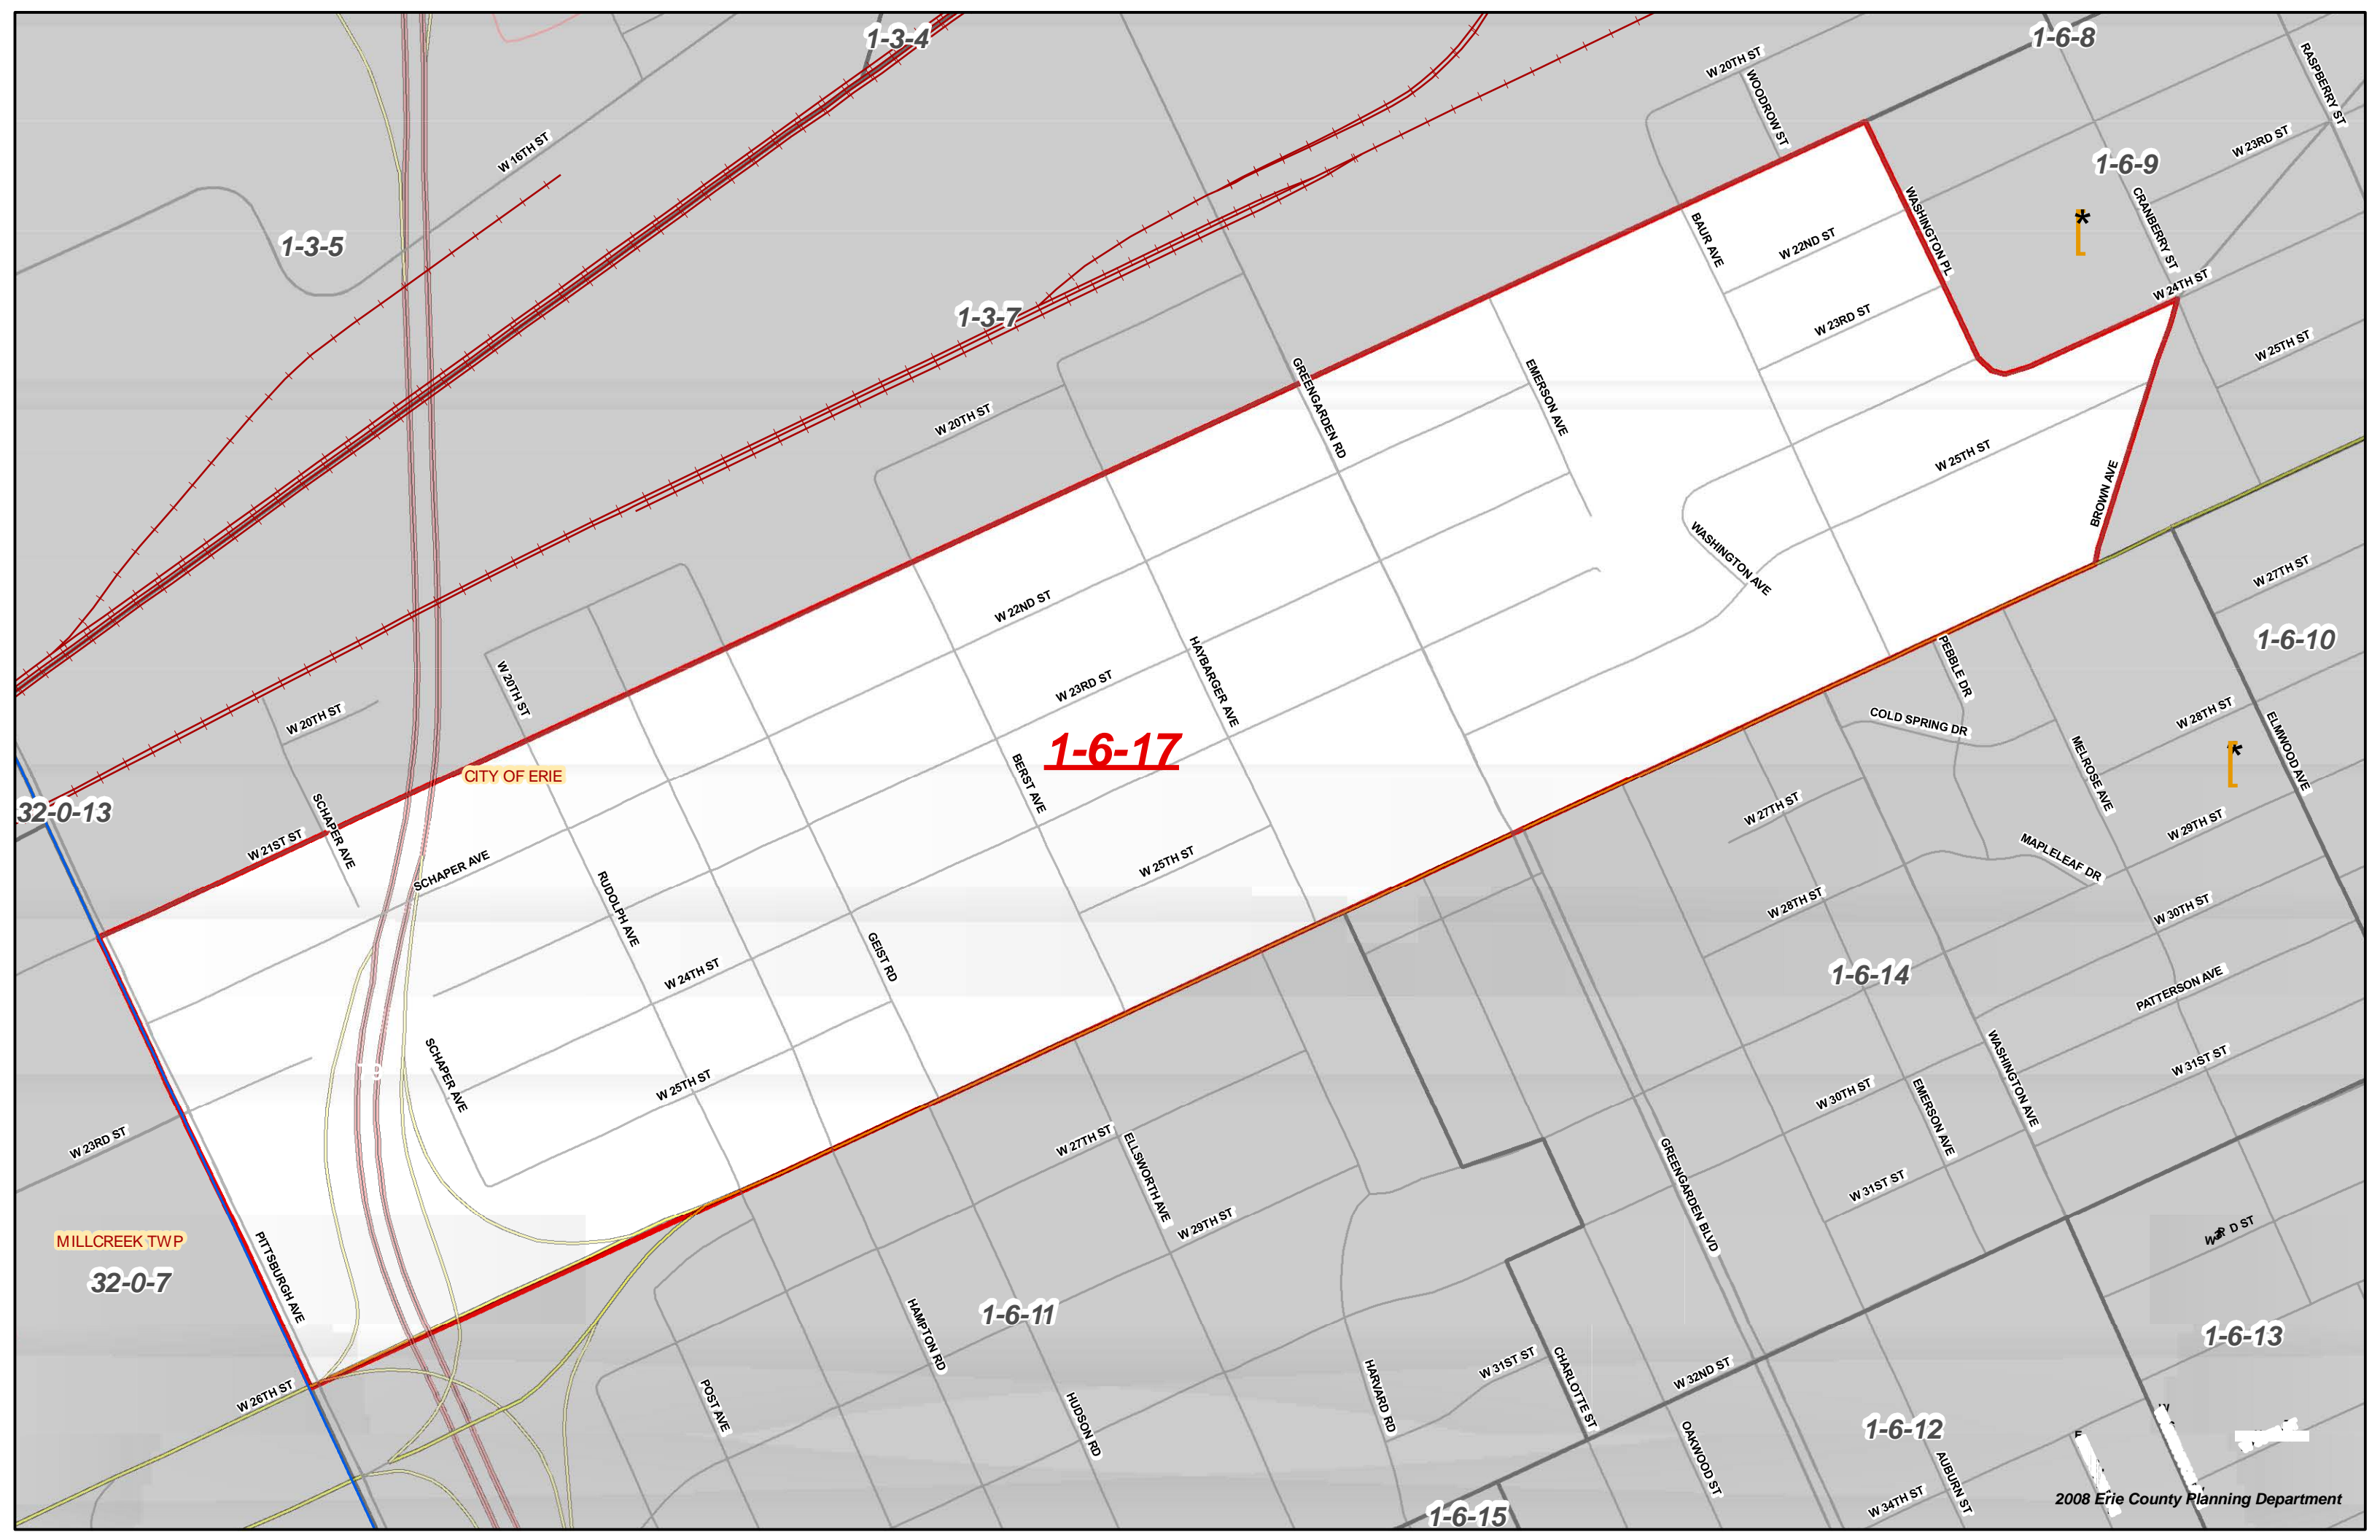 1-3-4
1-6-8
RASPBERRY ST
W 20TH ST
WOODROW ST
W 23RD ST
W 16TH ST
1-6-9
*
WASHINGTON PL
CRANBERRY ST
1-3-5
BAUR AVE
W 22ND ST
W 24TH ST
1-3-7
W 23RD ST
W 25TH ST
GREENGARDEN RD
EMERSON AVE
W 20TH ST
W 25TH ST
BROWN AVE
WASHINGTON AVE
W 27TH ST
W 22ND ST
1-6-10
W 20TH ST
HAYBARGER AVE
PEBBLE DR
W 23RD ST
W 20TH ST
COLD SPRING DR
W 28TH ST
ELMWOOD AVE
1-6-17
MELROSE AVE
*
CITY OF ERIE
BERST AVE
32-0-13
SCHAPER AVE
W 27TH ST
W 29TH ST
W 21ST ST
SCHAPER AVE
W 25TH ST
MAPLELEAF DR
RUDOLPH AVE
W 28TH ST
W 30TH ST
GEIST RD
W 24TH ST
1-6-14
PATTERSON AVE
SCHAPER AVE
W 25TH ST
WASHINGTON AVE
W 31ST ST
W 30TH ST
EMERSON AVE
W 23RD ST
W 27TH ST
ELLSWORTH AVE
GREENGARDEN BLVD
W 31ST ST
MILLCREEK TWP
PITTSBURGH AVE
W 29TH ST
32-0-7
1-6-11
HAMPTON RD
1-6-13
W 26TH ST
POST AVE
HUDSON RD
HARVARD RD
W 31ST ST
CHARLOTTE ST
W 32ND ST
OAKWOOD ST
1-6-12
AUBURN ST
W 34TH ST
1-6-15
2008 Erie County Planning Department